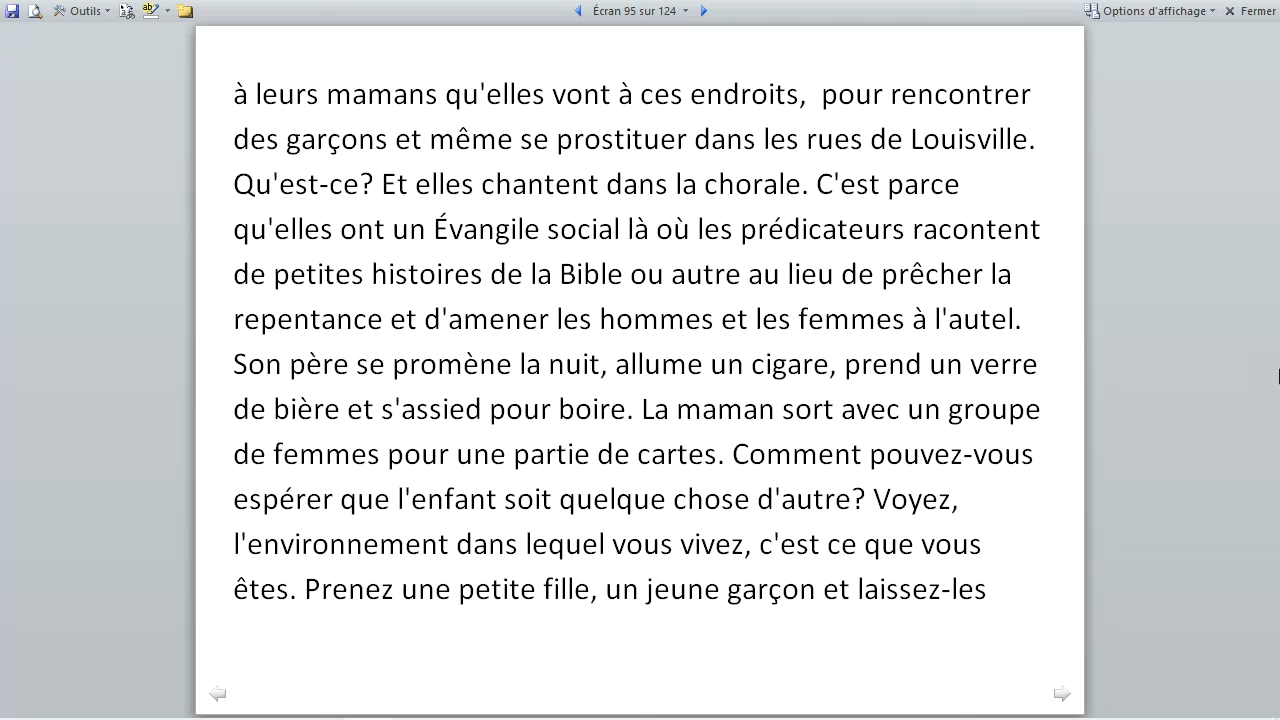 Outils
Écran 95 sur 124
Options d'affichage
Fermer
à leurs mamans qu'elles vont à ces endroits,  pour rencontrer
des garçons et même se prostituer dans les rues de Louisville.
Qu'est-ce? Et elles chantent dans la chorale. C'est parce
qu'elles ont un Évangile social là où les prédicateurs racontent
de petites histoires de la Bible ou autre au lieu de prêcher la
repentance et d'amener les hommes et les femmes à l'autel.
Son père se promène la nuit, allume un cigare, prend un verre
de bière et s'assied pour boire. La maman sort avec un groupe
de femmes pour une partie de cartes. Comment pouvez-vous
espérer que l'enfant soit quelque chose d'autre? Voyez,
l'environnement dans lequel vous vivez, c'est ce que vous
êtes. Prenez une petite fille, un jeune garçon et laissez-les